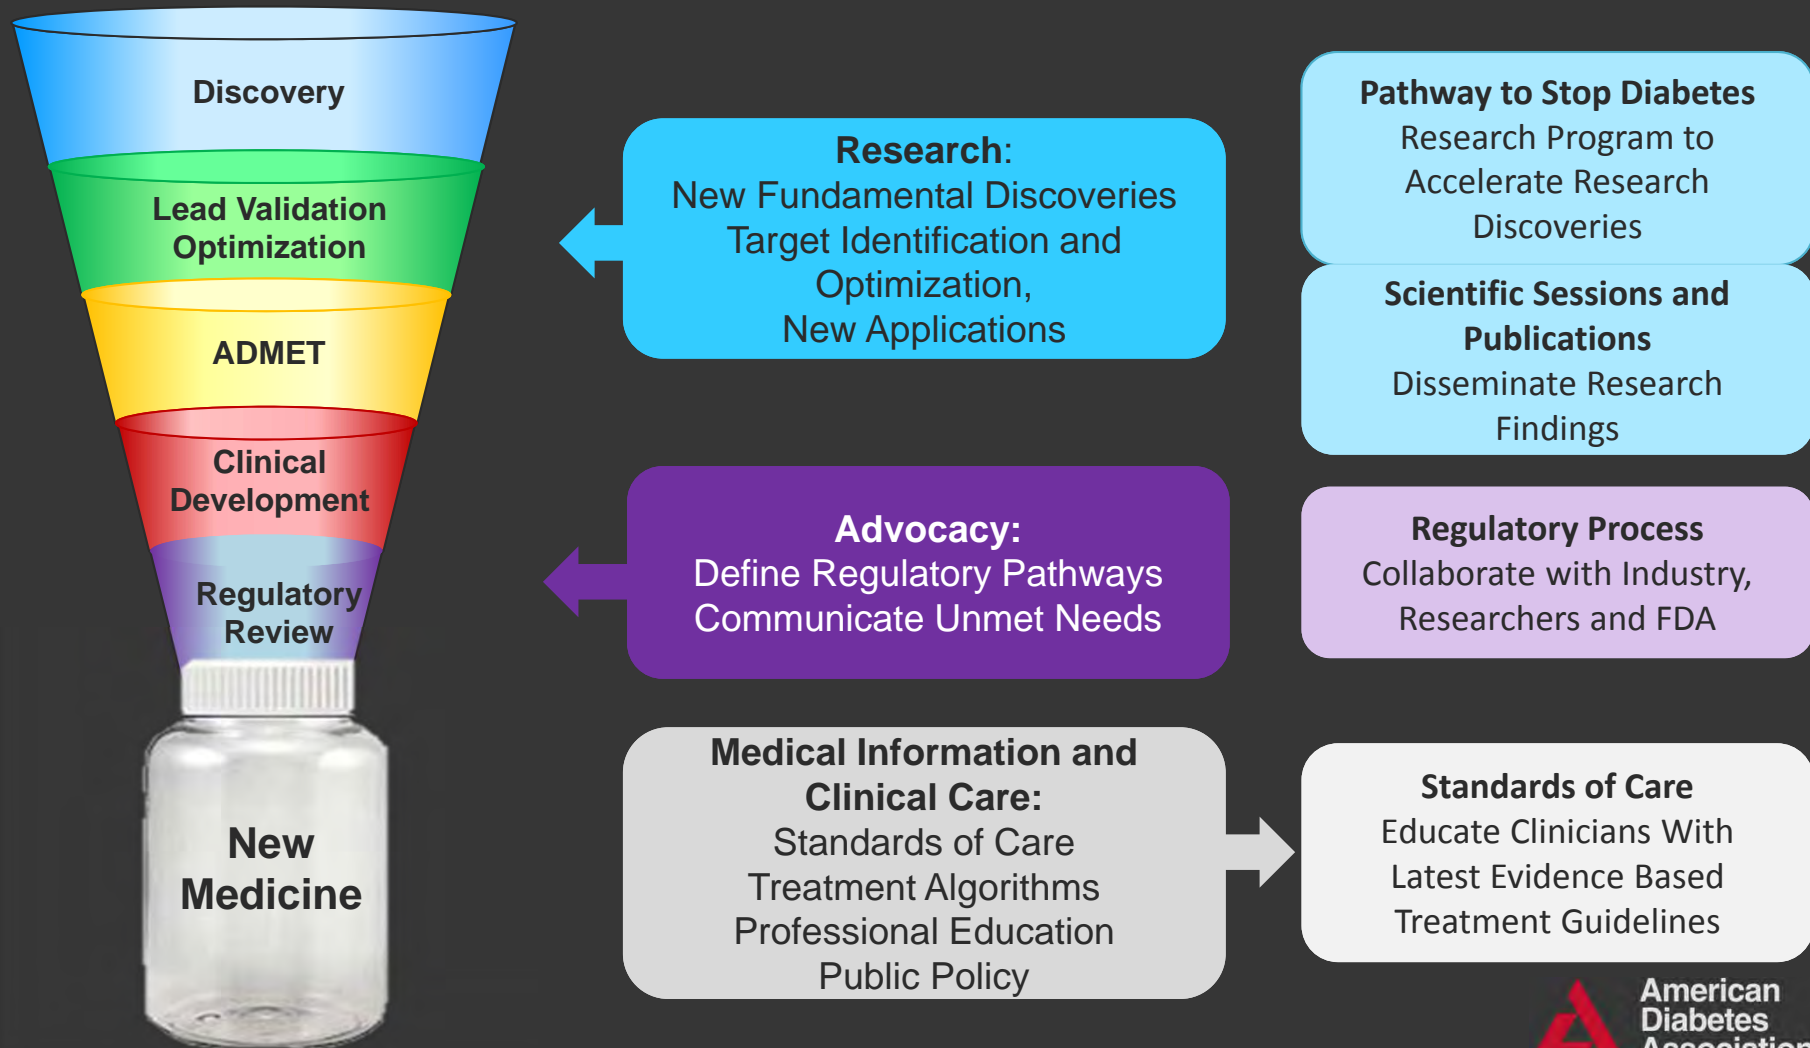 Discovery
Lead Validation
Optimization
ADMET
Clinical
Development
Regulatory
Review
New
Medicine
Research:
New Fundamental Discoveries
Target Identification and
Optimization,
New Applications
Advocacy:
Define Regulatory Pathways
Communicate Unmet Needs
Medical Information and
Clinical Care:
Standards of Care
Treatment Algorithms
Professional Education
Public Policy
Pathway to Stop Diabetes
Research Program to
Accelerate Research
Discoveries
Scientific Sessions and
Publications
Disseminate Research
Findings
Regulatory Process
Collaborate with Industry,
Researchers and FDA
Standards of Care
Educate Clinicians With
Latest Evidence Based
Treatment Guidelines
American
Diabetes
Association